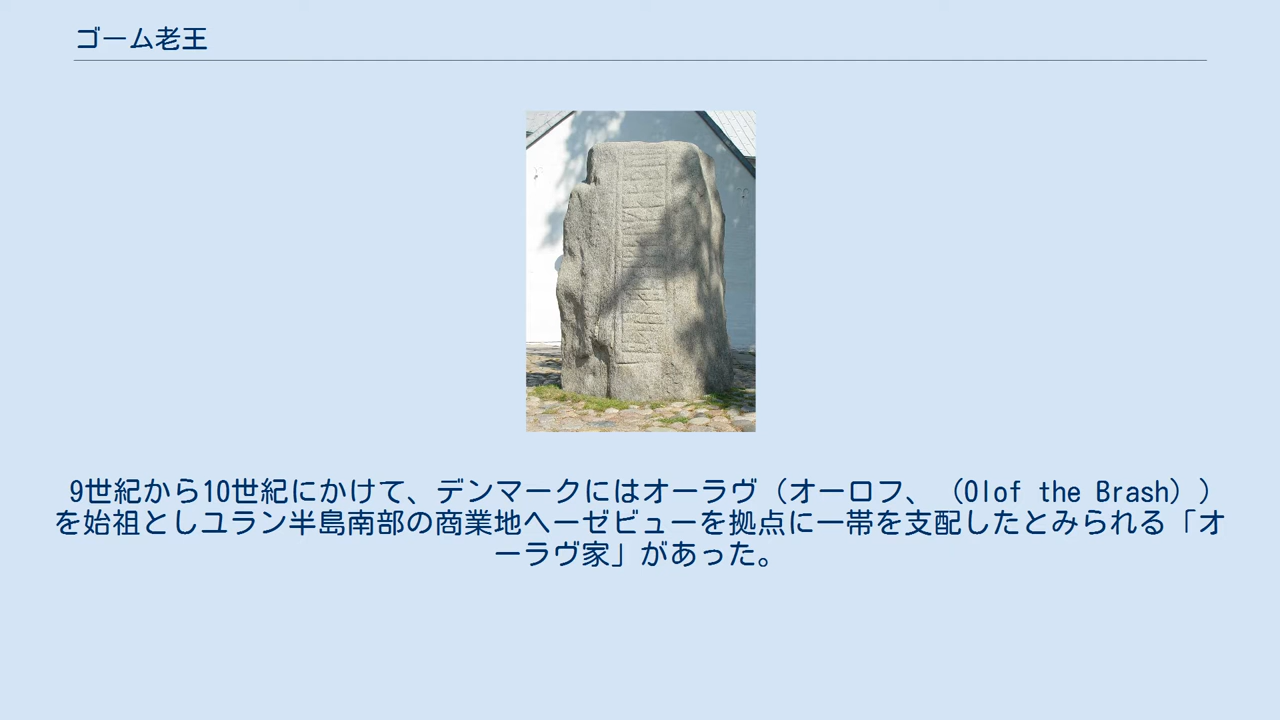 ゴーム老王
9世紀から10世紀にかけて、デンマークにはオーラヴ（オーロフ、（Olof the Brash））
を始祖としユラン半島南部の商業地ヘーゼビューを拠点に一帯を支配したとみられる「オ
ーラヴ家」があった。